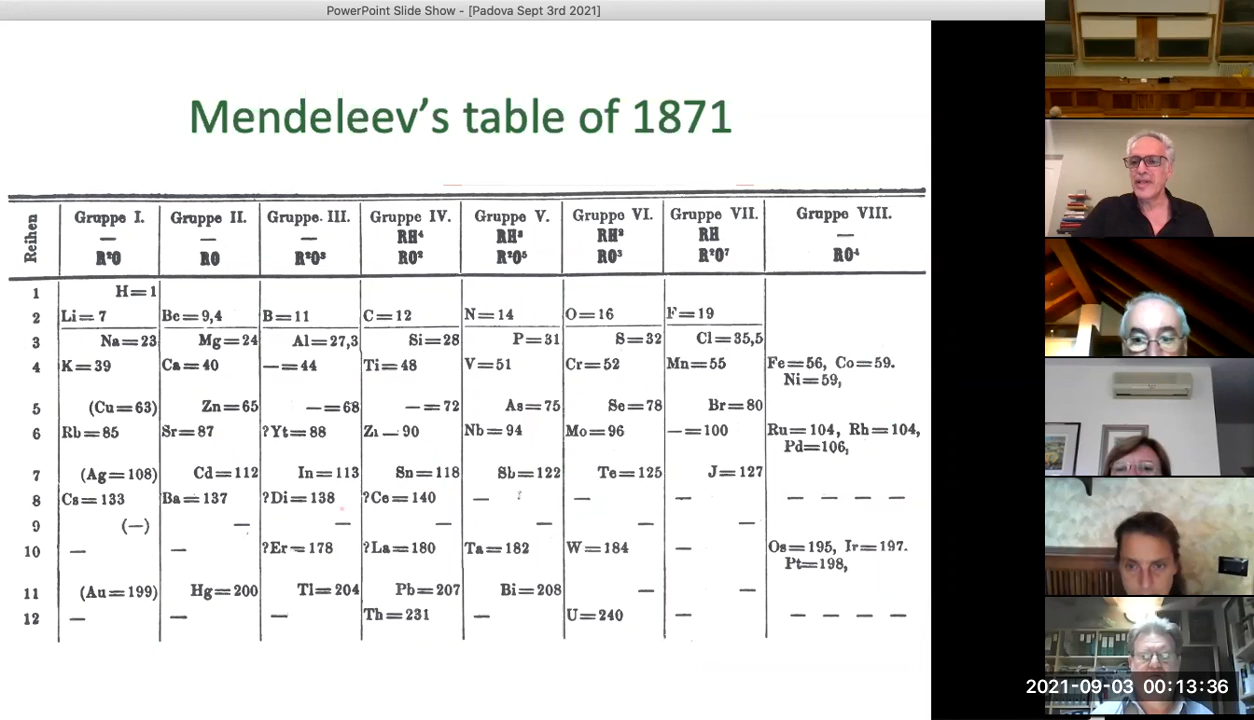 PowerPoint Slide Show - [Padova Sept 3rd 2021]
Mendeleev's table of 1871
Reihen
Gruppe I. — R²O
Gruppe II. — RO
Gruppe. III. — R²O³
Gruppe IV. RH⁴ RO²
Gruppe V. RH³ R²O⁵
Gruppo VI. RH² RO³
Gruppe VII. RH R²O⁷
Gruppe VIII. — RO⁴
1 H=1
2 Li=7 Be=9,4 B=11 C=12 N=14 O=16 F=19
3 Na=23 Mg=24 Al=27,3 Si=28 P=31 S=32 Cl=35,5
4 K=39 Ca=40 —=44 Ti=48 V=51 Cr=52 Mn=55 Fe=56, Co=59.
Ni=59,
5 (Cu=63) Zn=65 —=68 —=72 As=75 Se=78 Br=80
6 Rb=85 Sr=87 ?Yt=88 Zr—90 Nb=94 Mo=96 —=100 Ru=104, Rh=104,
Pd=106,
7 (Ag=108) Cd=112 In=113 Sn=118 Sb=122 Te=125 J=127
8 Cs=133 Ba=137 ?Di=138 ?Ce=140 — — — — — — —
9 (—) — — — — — —
10 — — ?Er=178 ?La=180 Ta=182 W=184 — Os=195, Ir=197.
Pt=198,
11 (Au=199) Hg=200 Tl=204 Pb=207 Bi=208 — —
12 — — — Th=231 — U=240 — — — — —
2021-09-03 00:13:36